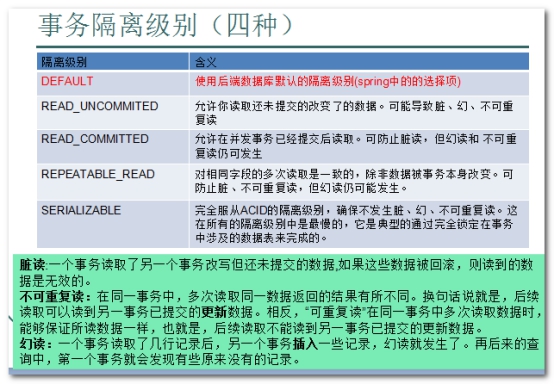 事务隔离级别（四种）
隔离级别 含义
DEFAULT 使用后端数据库默认的隔离级别(spring中的的选择项)
READ_UNCOMMITED 允许你读取还未提交的改变了的数据。可能导致脏、幻、不可重
复读
READ_COMMITTED 允许在并发事务已经提交后读取。可防止脏读，但幻读和 不可重
复读仍可发生
REPEATABLE_READ 对相同字段的多次读取是一致的，除非数据被事务本身改变。可
防止脏、不可重复读，但幻读仍可能发生。
SERIALIZABLE 完全服从ACID的隔离级别，确保不发生脏、幻、不可重复读。这
在所有的隔离级别中是最慢的，它是典型的通过完全锁定在事务
中涉及的数据表来完成的。
脏读:一个事务读取了另一个事务改写但还未提交的数据,如果这些数据被回滚，则读到的数
据是无效的。
不可重复读：在同一事务中，多次读取同一数据返回的结果有所不同。换句话说就是，后续
读取可以读到另一事务已提交的更新数据。相反，“可重复读”在同一事务中多次读取数据时，
能够保证所读数据一样，也就是，后续读取不能读到另一事务已提交的更新数据。
幻读：一个事务读取了几行记录后，另一个事务插入一些记录，幻读就发生了。再后来的查
询中，第一个事务就会发现有些原来没有的记录。